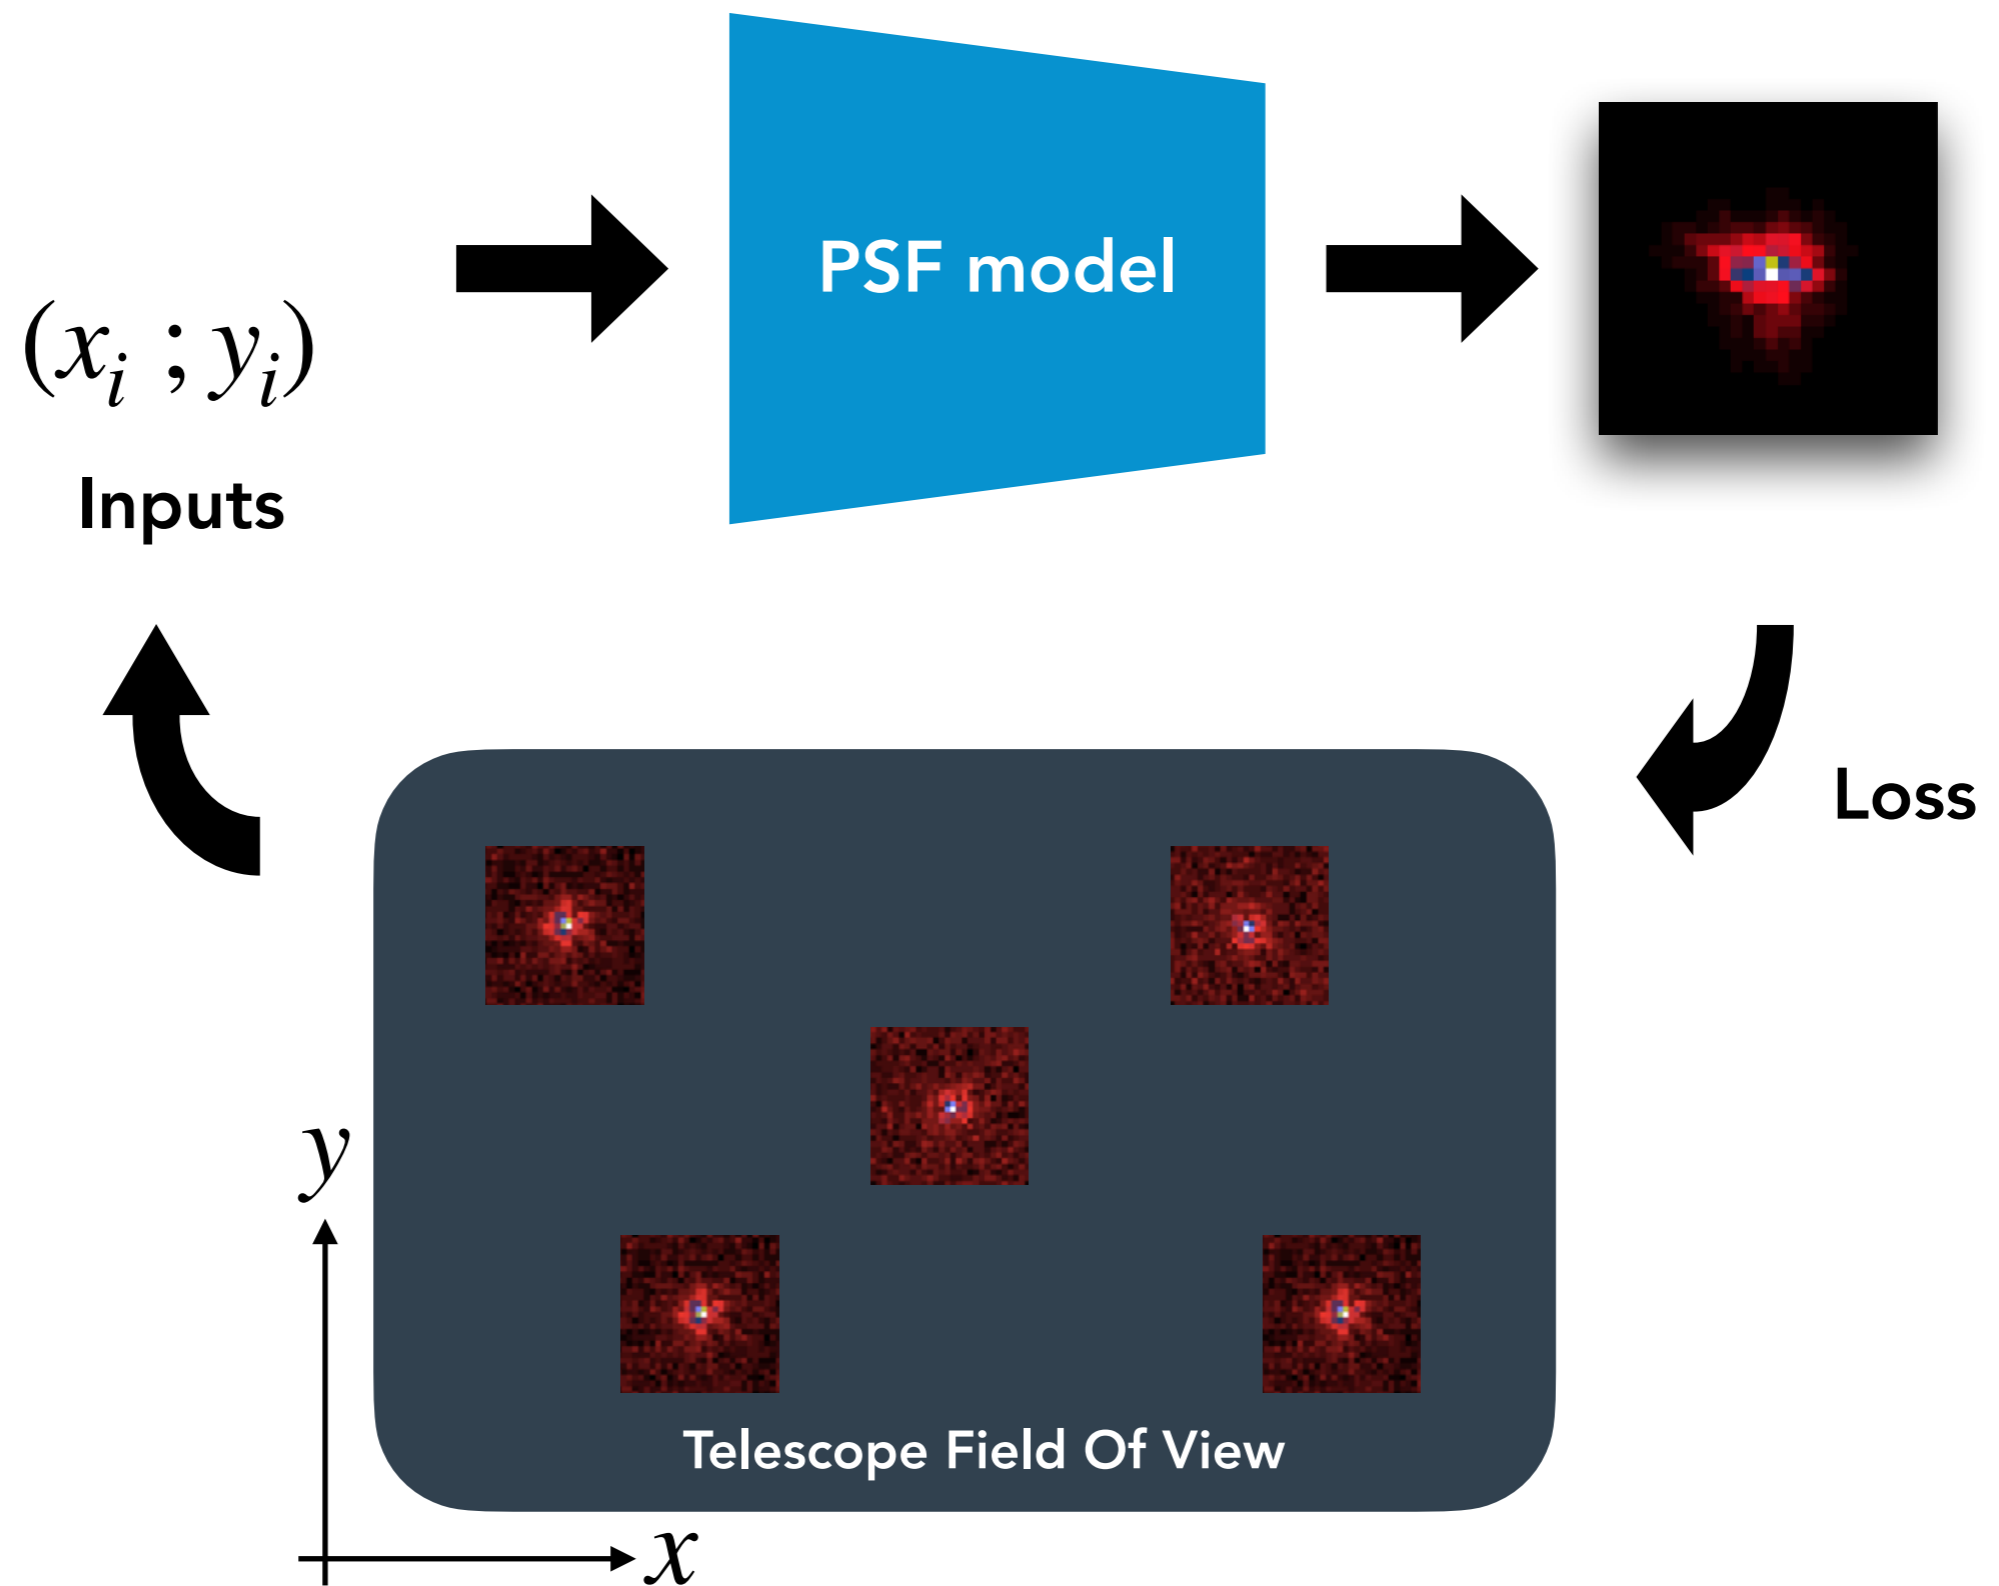 PSF model
(xᵢ ; yᵢ)
Inputs
Loss
y
Telescope Field Of View
x